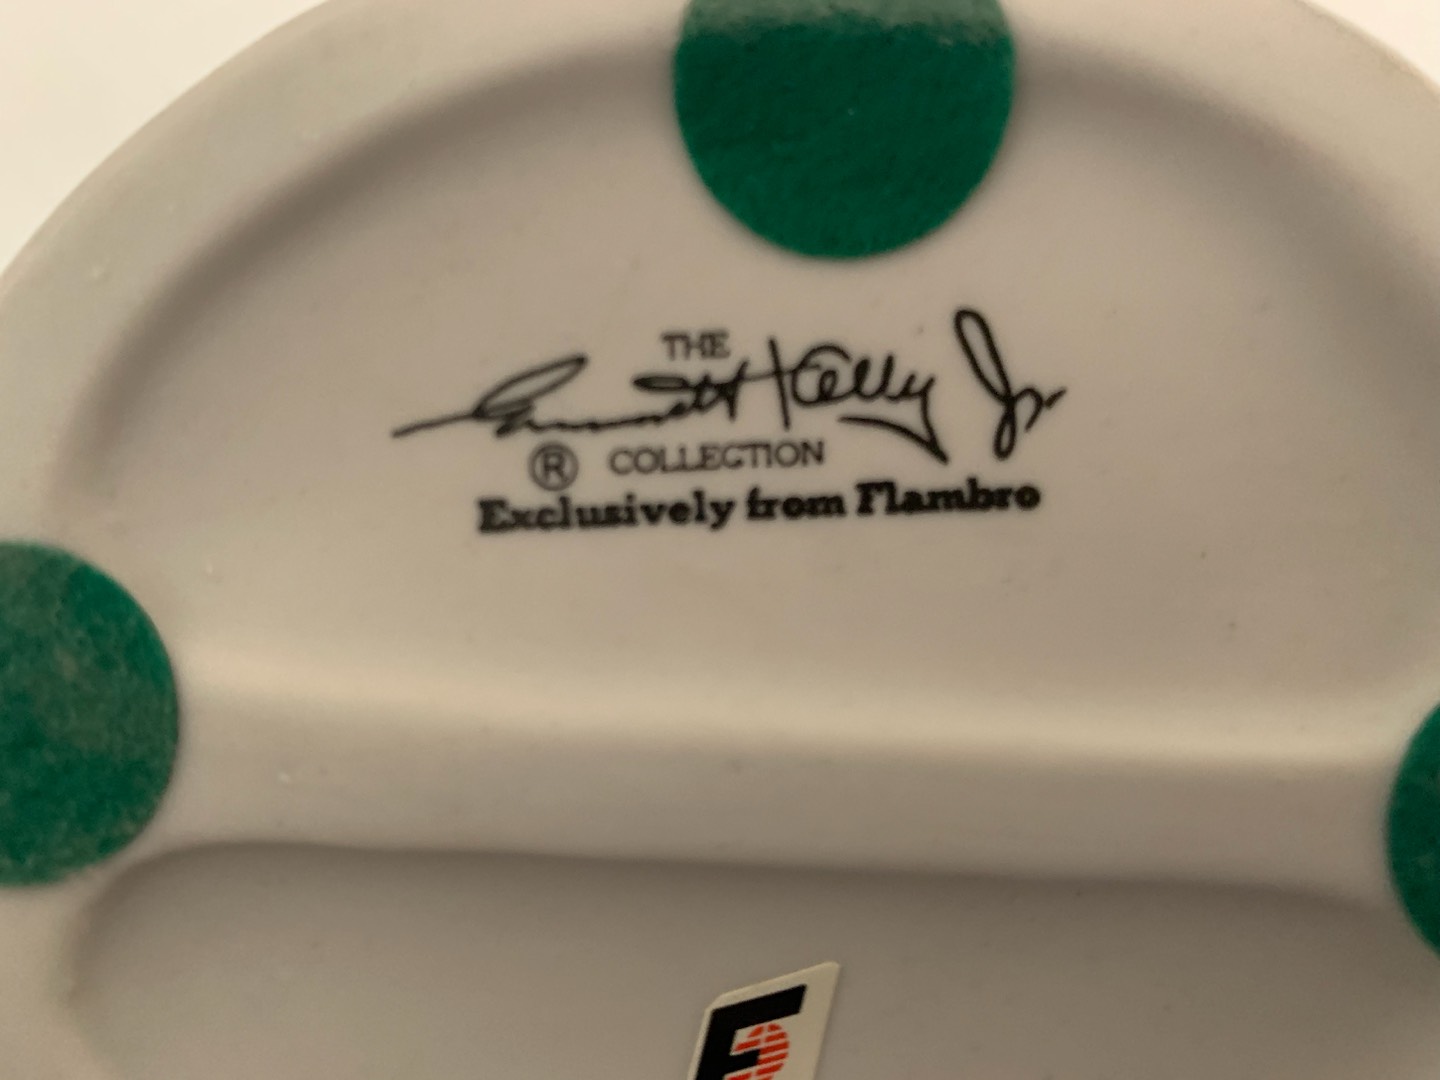 THE
Emmett Kelly Jr.
® COLLECTION
Exclusively from Flambro